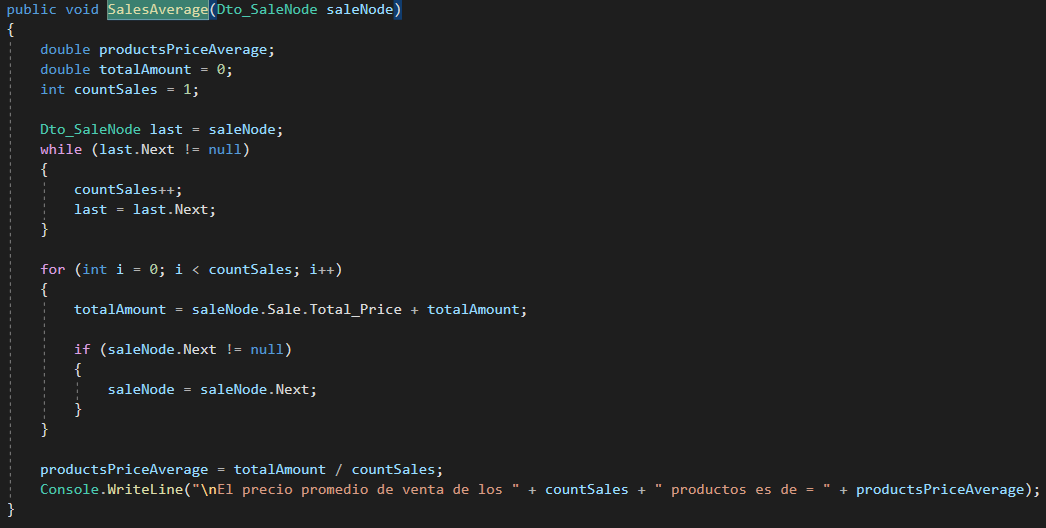 public void SalesAverage(Dto_SaleNode saleNode)
{
    double productsPriceAverage;
    double totalAmount = 0;
    int countSales = 1;

    Dto_SaleNode last = saleNode;
    while (last.Next != null)
    {
        countSales++;
        last = last.Next;
    }

    for (int i = 0; i < countSales; i++)
    {
        totalAmount = saleNode.Sale.Total_Price + totalAmount;

        if (saleNode.Next != null)
        {
            saleNode = saleNode.Next;
        }
    }

    productsPriceAverage = totalAmount / countSales;
    Console.WriteLine("\nEl precio promedio de venta de los " + countSales + " productos es de = " + productsPriceAverage);
}